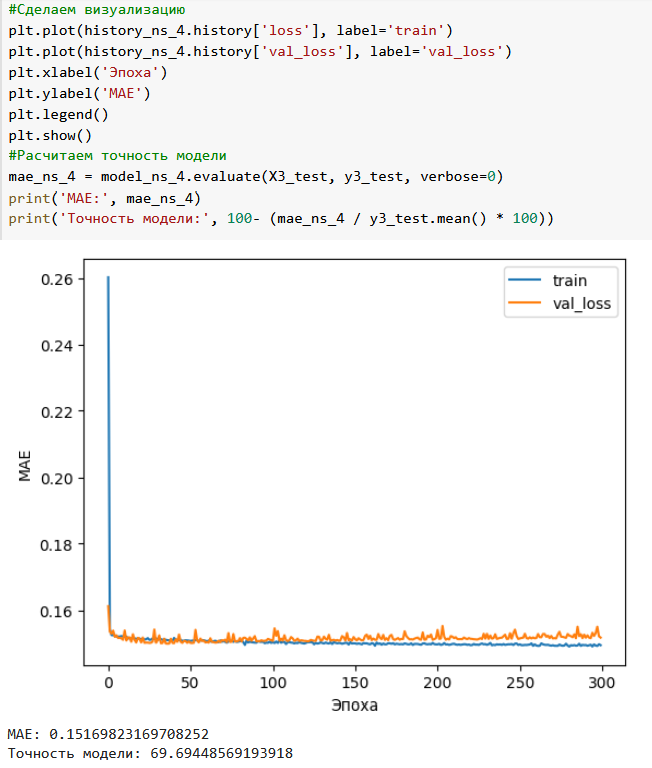 #Сделаем визуализацию
plt.plot(history_ns_4.history['loss'], label='train')
plt.plot(history_ns_4.history['val_loss'], label='val_loss')
plt.xlabel('Эпоха')
plt.ylabel('MAE')
plt.legend()
plt.show()
#Расчитаем точность модели
mae_ns_4 = model_ns_4.evaluate(X3_test, y3_test, verbose=0)
print('MAE:', mae_ns_4)
print('Точность модели:', 100- (mae_ns_4 / y3_test.mean() * 100))
train
val_loss
0.26
0.24
0.22
0.20
0.18
0.16
MAE
0 50 100 150 200 250 300
Эпоха
MAE: 0.15169823169708252
Точность модели: 69.69448569193918